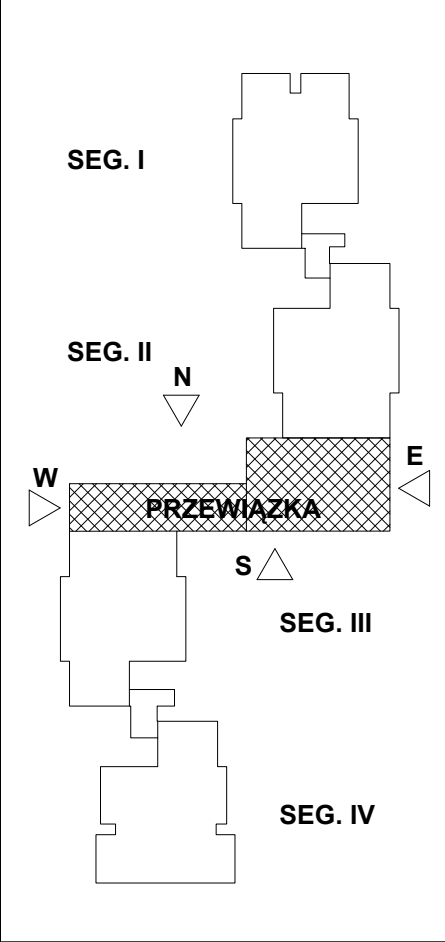 SEG. I
SEG. II
N
W
E
PRZEWIĄZKA
S
SEG. III
SEG. IV